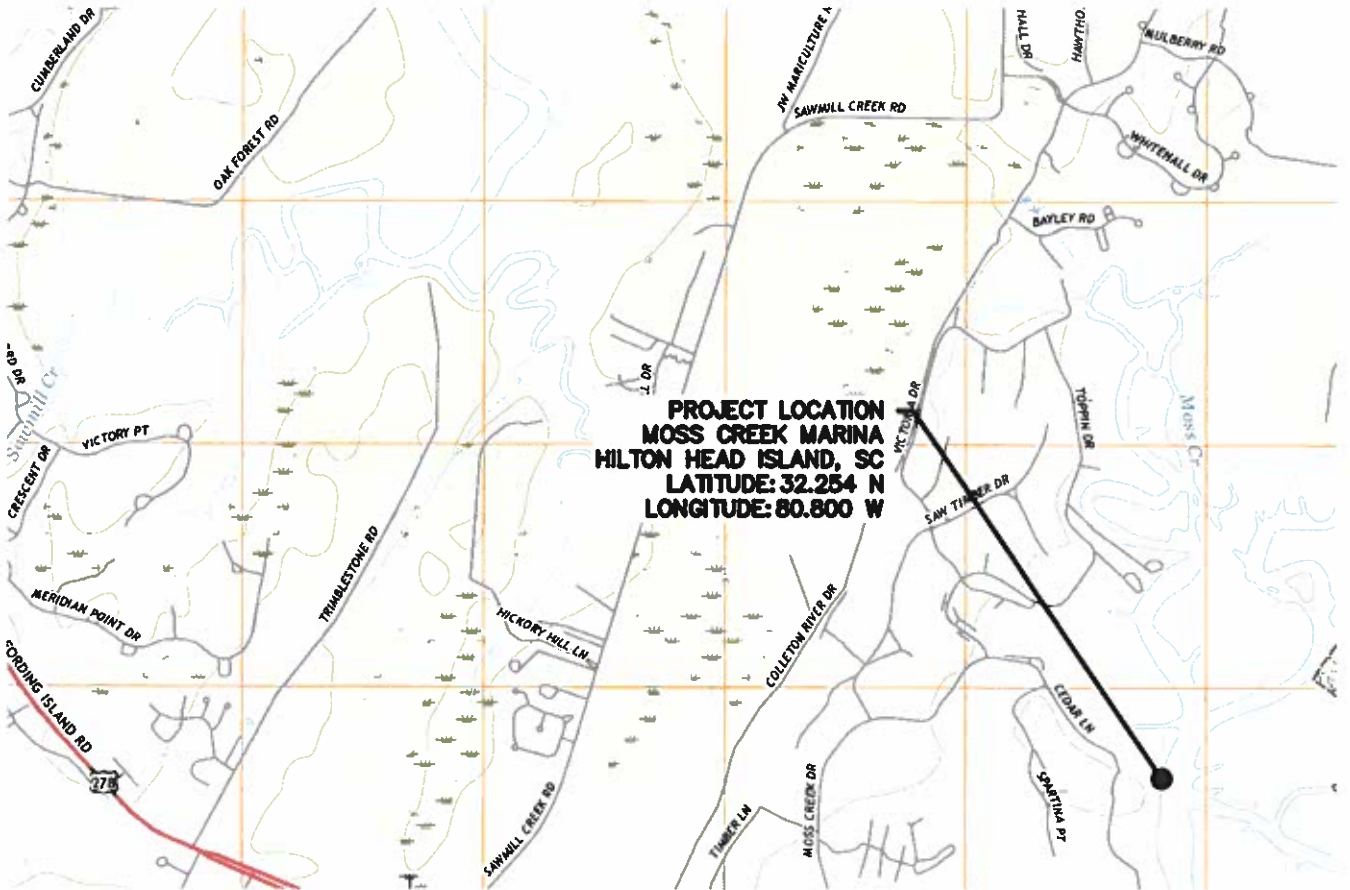 CUMBERLAND DR
OAK FOREST RD
JW MARICULTURE
SAWMILL CREEK RD
HALL DR
MULBERRY RD
WHITEHALL DR
BAYLEY RD
Sawmill Cr
VICTORY PT
CRESCENT DR
MERIDIAN POINT DR
FORDING ISLAND RD
278
TRIMBLESTONE RD
DR
PROJECT LOCATION
MOSS CREEK MARINA
HILTON HEAD ISLAND, SC
LATITUDE: 32.254 N
LONGITUDE: 80.800 W
VICTORIA DR
TOPPIN DR
Moss Cr
SAW TIMBER DR
HICKORY HILL LN
COLLETON RIVER DR
CEDAR LN
SPARTINA PT
MOSS CREEK DR
TIMBER LN
SAWMILL CREEK RD